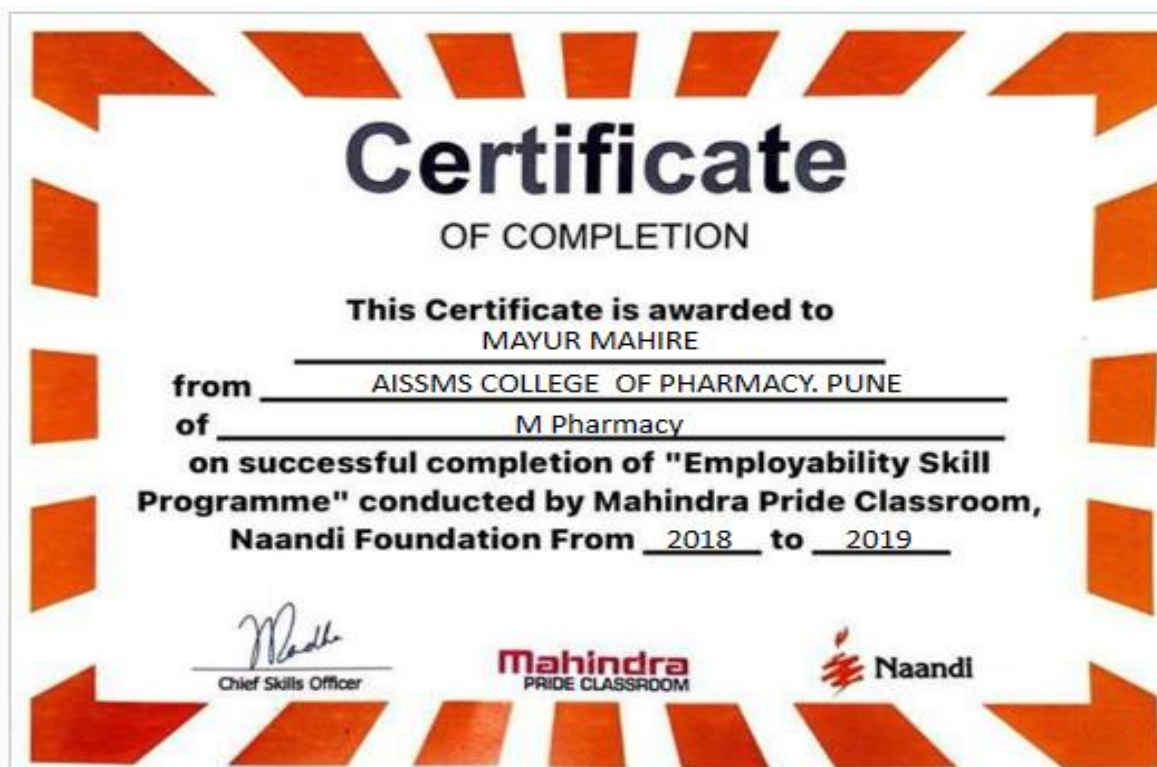 Certificate
OF COMPLETION
This Certificate is awarded to
MAYUR MAHIRE
from AISSMS COLLEGE OF PHARMACY. PUNE
of M Pharmacy
on successful completion of "Employability Skill
Programme" conducted by Mahindra Pride Classroom,
Naandi Foundation From 2018 to 2019
Madhu
Chief Skills Officer
Mahindra
PRIDE CLASSROOM
Naandi